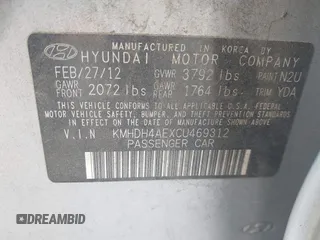 MANUFACTURED IN KOREA BY
HYUNDAI MOTOR COMPANY
FEB/27/12 GVWR 3792 lbs PAINT N2U
GAWR FRONT 2072 lbs GAWR REAR 1764 lbs TRIM YDA
THIS VEHICLE CONFORMS TO ALL APPLICABLE U.S. FEDERAL
MOTOR VEHICLE SAFETY, BUMPER, AND THEFT PREVENTION
STANDARDS IN EFFECT ON THE DATE OF MANUFACTURE SHOWN ABOVE.
V.I.N KMHDH4AEXCU469312
PASSENGER CAR